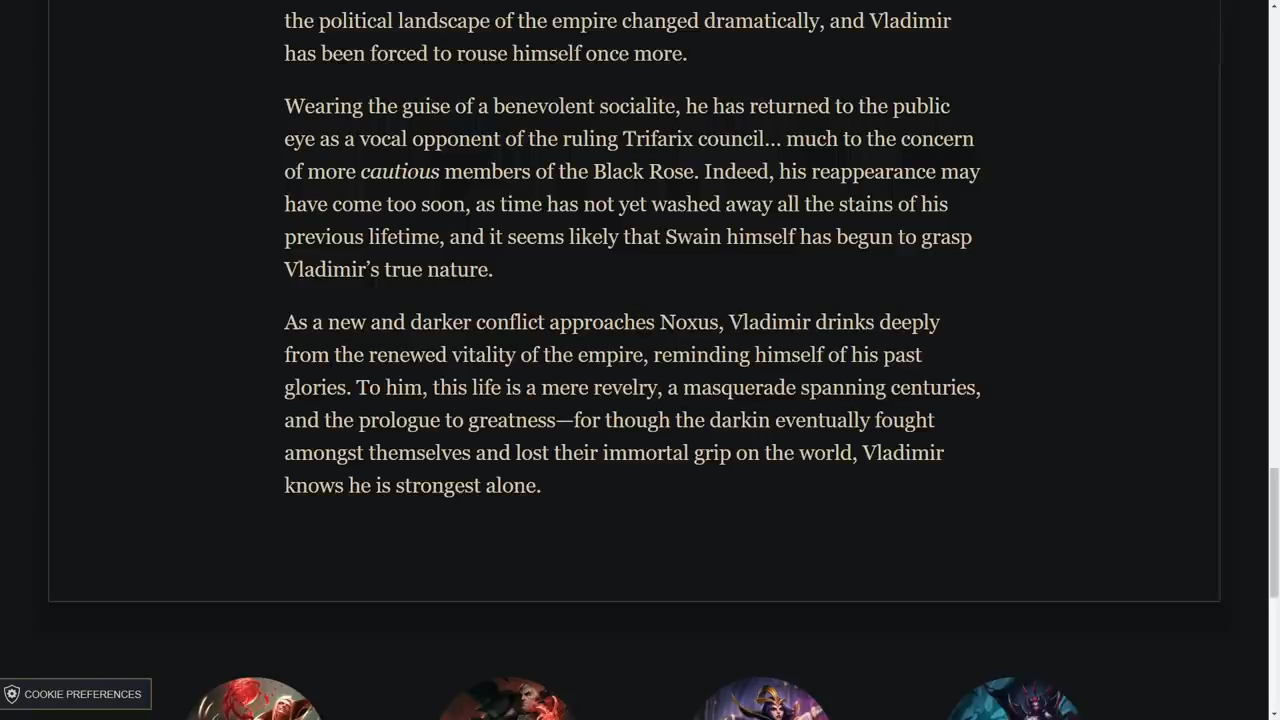 the political landscape of the empire changed dramatically, and Vladimir
has been forced to rouse himself once more.
Wearing the guise of a benevolent socialite, he has returned to the public
eye as a vocal opponent of the ruling Trifarix council… much to the concern
of more cautious members of the Black Rose. Indeed, his reappearance may
have come too soon, as time has not yet washed away all the stains of his
previous lifetime, and it seems likely that Swain himself has begun to grasp
Vladimir’s true nature.
As a new and darker conflict approaches Noxus, Vladimir drinks deeply
from the renewed vitality of the empire, reminding himself of his past
glories. To him, this life is a mere revelry, a masquerade spanning centuries,
and the prologue to greatness—for though the darkin eventually fought
amongst themselves and lost their immortal grip on the world, Vladimir
knows he is strongest alone.
COOKIE PREFERENCES